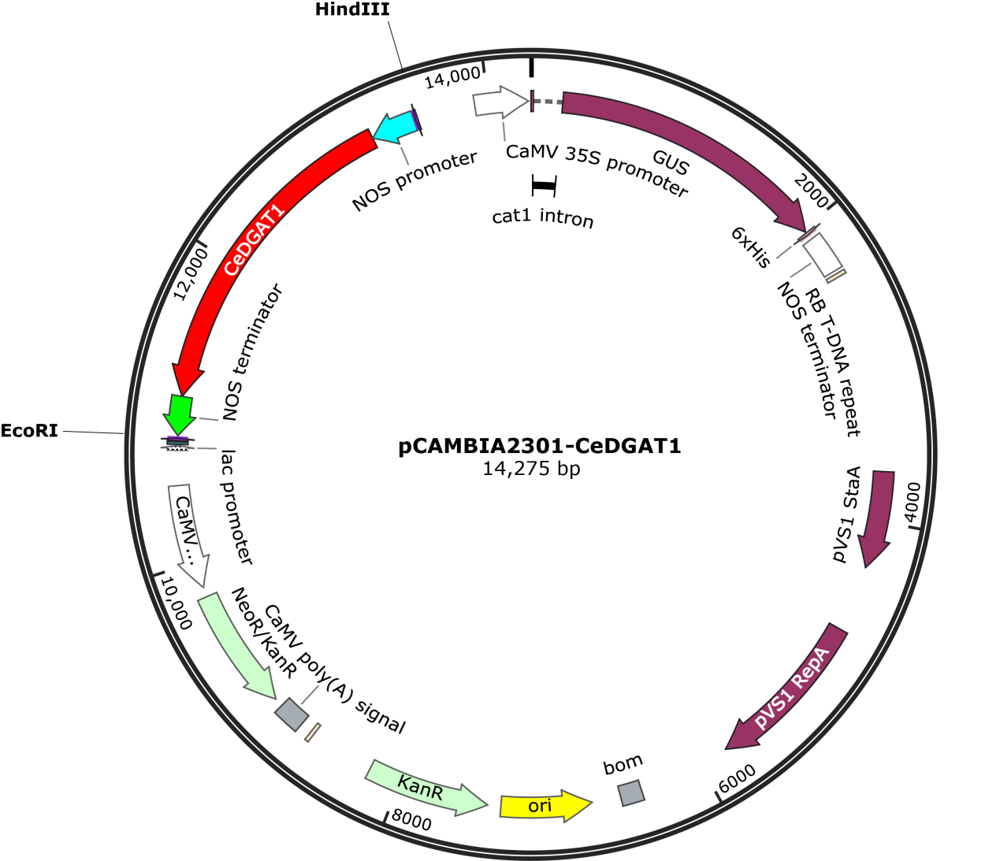 HindIII
14,000
CaMV 35S promoter
GUS
2000
NOS promoter
cat1 intron
6xHis
CeDGAT1
12,000
RB T-DNA repeat
NOS terminator
NOS terminator
EcoRI
pCAMBIA2301-CeDGAT1
14,275 bp
lac promoter
pVS1 StaA
4000
CaMV...
10,000
NeoR/KanR
CaMV poly(A) signal
pVS1 RepA
bom
6000
KanR
ori
8000